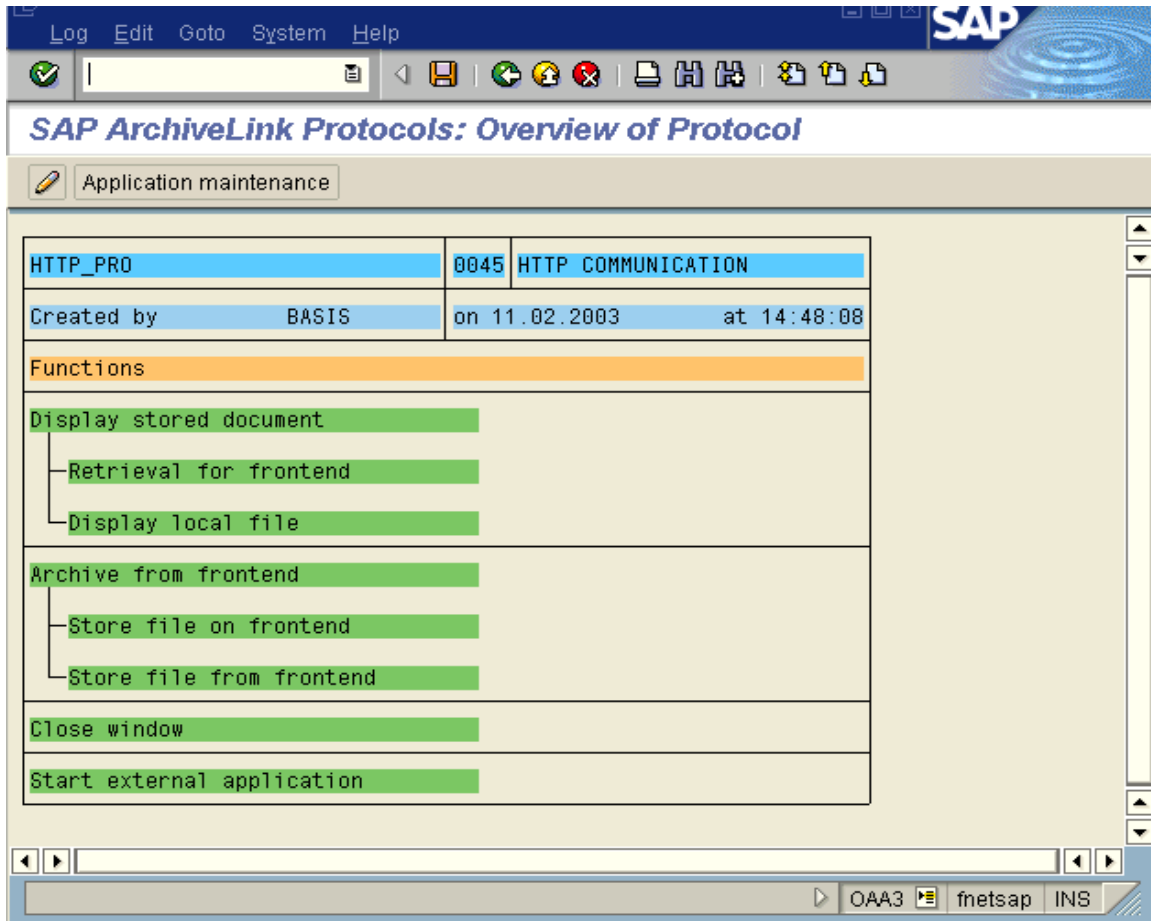 Log Edit Goto System Help
SAP
SAP ArchiveLink Protocols: Overview of Protocol
Application maintenance
HTTP_PRO 0045 HTTP COMMUNICATION
Created by BASIS on 11.02.2003 at 14:48:08
Functions
Display stored document
Retrieval for frontend
Display local file
Archive from frontend
Store file on frontend
Store file from frontend
Close window
Start external application
OAA3 fnetsap INS